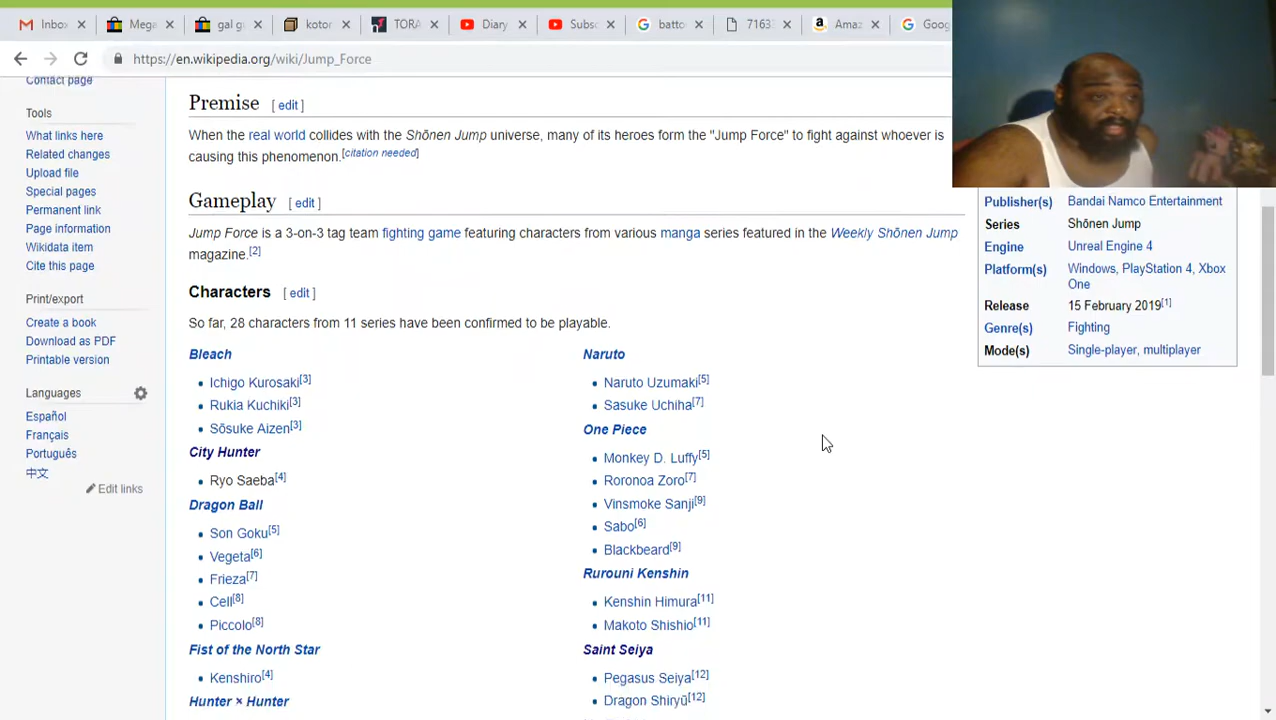 Inbox
Mega
gal g
kotor
TORA
Diary
Subsc
batto
7163
Amaz
Goog
https://en.wikipedia.org/wiki/Jump_Force
Contact page
Tools
What links here
Related changes
Upload file
Special pages
Permanent link
Page information
Wikidata item
Cite this page
Print/export
Create a book
Download as PDF
Printable version
Languages
Español
Français
Português
中文
Edit links
Premise [ edit ]
When the real world collides with the Shōnen Jump universe, many of its heroes form the "Jump Force" to fight against whoever is
causing this phenomenon.[citation needed]
Gameplay [ edit ]
Jump Force is a 3-on-3 tag team fighting game featuring characters from various manga series featured in the Weekly Shōnen Jump
magazine.[2]
Characters [ edit ]
So far, 28 characters from 11 series have been confirmed to be playable.
Bleach
Ichigo Kurosaki[3]
Rukia Kuchiki[3]
Sōsuke Aizen[3]
City Hunter
Ryo Saeba[4]
Dragon Ball
Son Goku[5]
Vegeta[6]
Frieza[7]
Cell[8]
Piccolo[8]
Fist of the North Star
Kenshiro[4]
Hunter × Hunter
Naruto
Naruto Uzumaki[5]
Sasuke Uchiha[7]
One Piece
Monkey D. Luffy[5]
Roronoa Zoro[7]
Vinsmoke Sanji[9]
Sabo[6]
Blackbeard[9]
Rurouni Kenshin
Kenshin Himura[11]
Makoto Shishio[11]
Saint Seiya
Pegasus Seiya[12]
Dragon Shiryū[12]
Publisher(s) Bandai Namco Entertainment
Series Shōnen Jump
Engine Unreal Engine 4
Platform(s) Windows, PlayStation 4, Xbox
One
Release 15 February 2019[1]
Genre(s) Fighting
Mode(s) Single-player, multiplayer